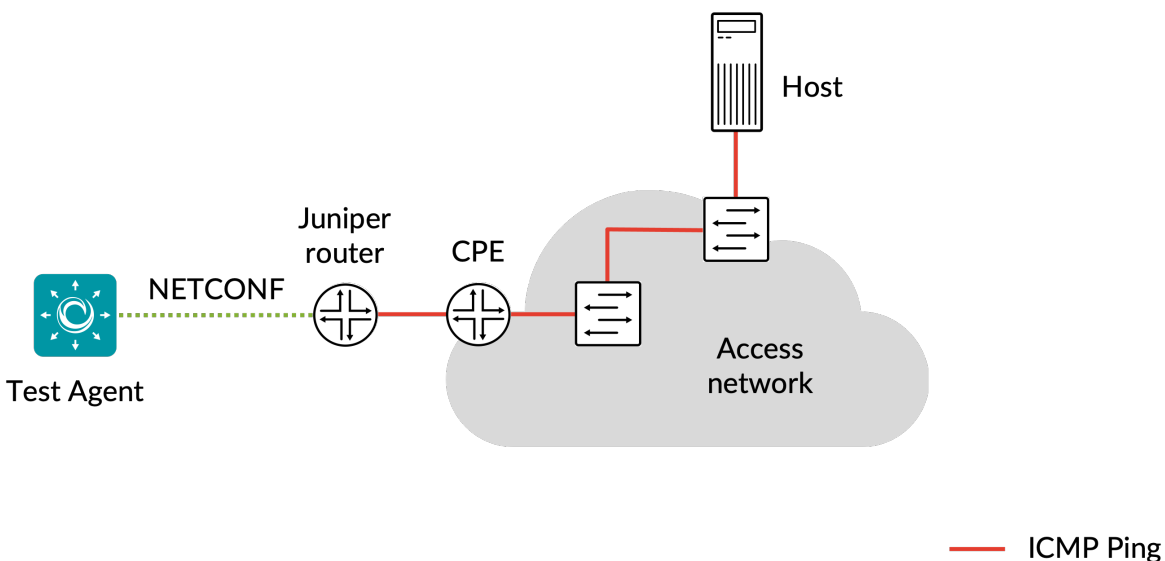 Host
Juniper
router
CPE
NETCONF
Test Agent
Access
network
ICMP Ping